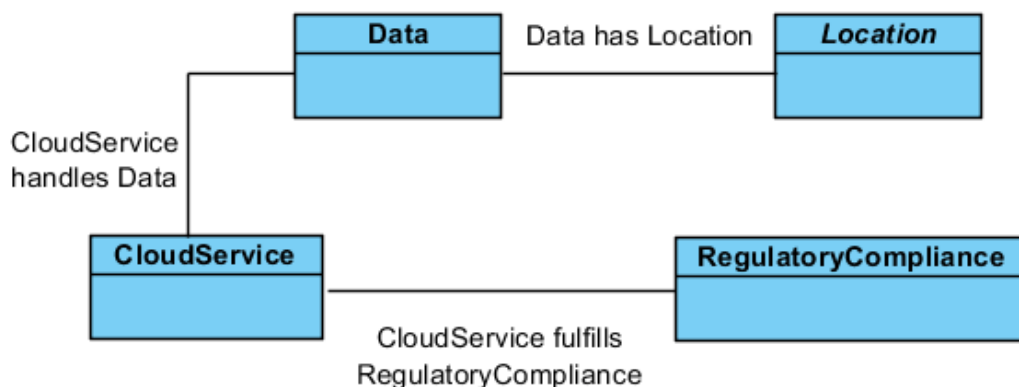 Data
Data has Location
Location
CloudService
handles Data
CloudService
RegulatoryCompliance
CloudService fulfills
RegulatoryCompliance